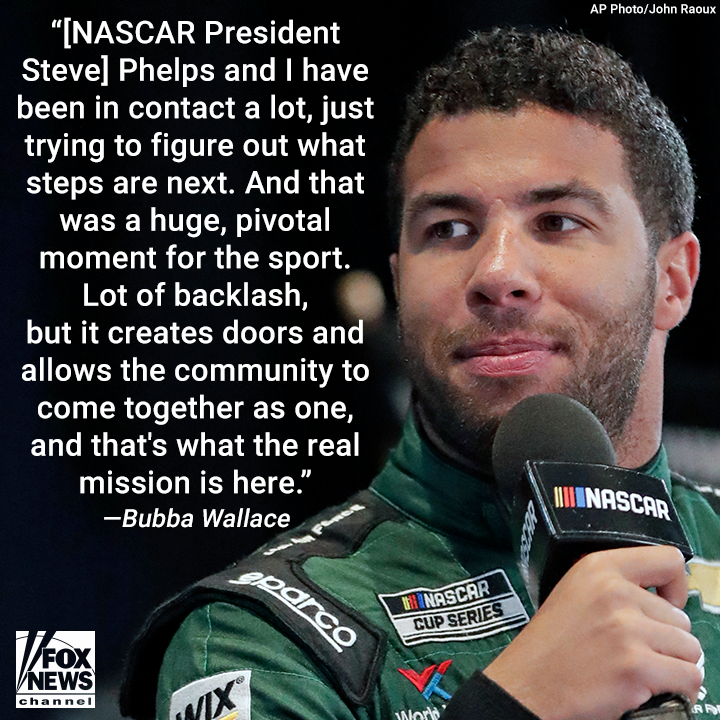 AP Photo/John Raoux
“[NASCAR President
Steve] Phelps and I have
been in contact a lot, just
trying to figure out what
steps are next. And that
was a huge, pivotal
moment for the sport.
Lot of backlash,
but it creates doors and
allows the community to
come together as one,
and that's what the real
mission is here.”
—Bubba Wallace
NASCAR
sparco
NASCAR
CUP SERIES
WIX
FOX
NEWS
channel